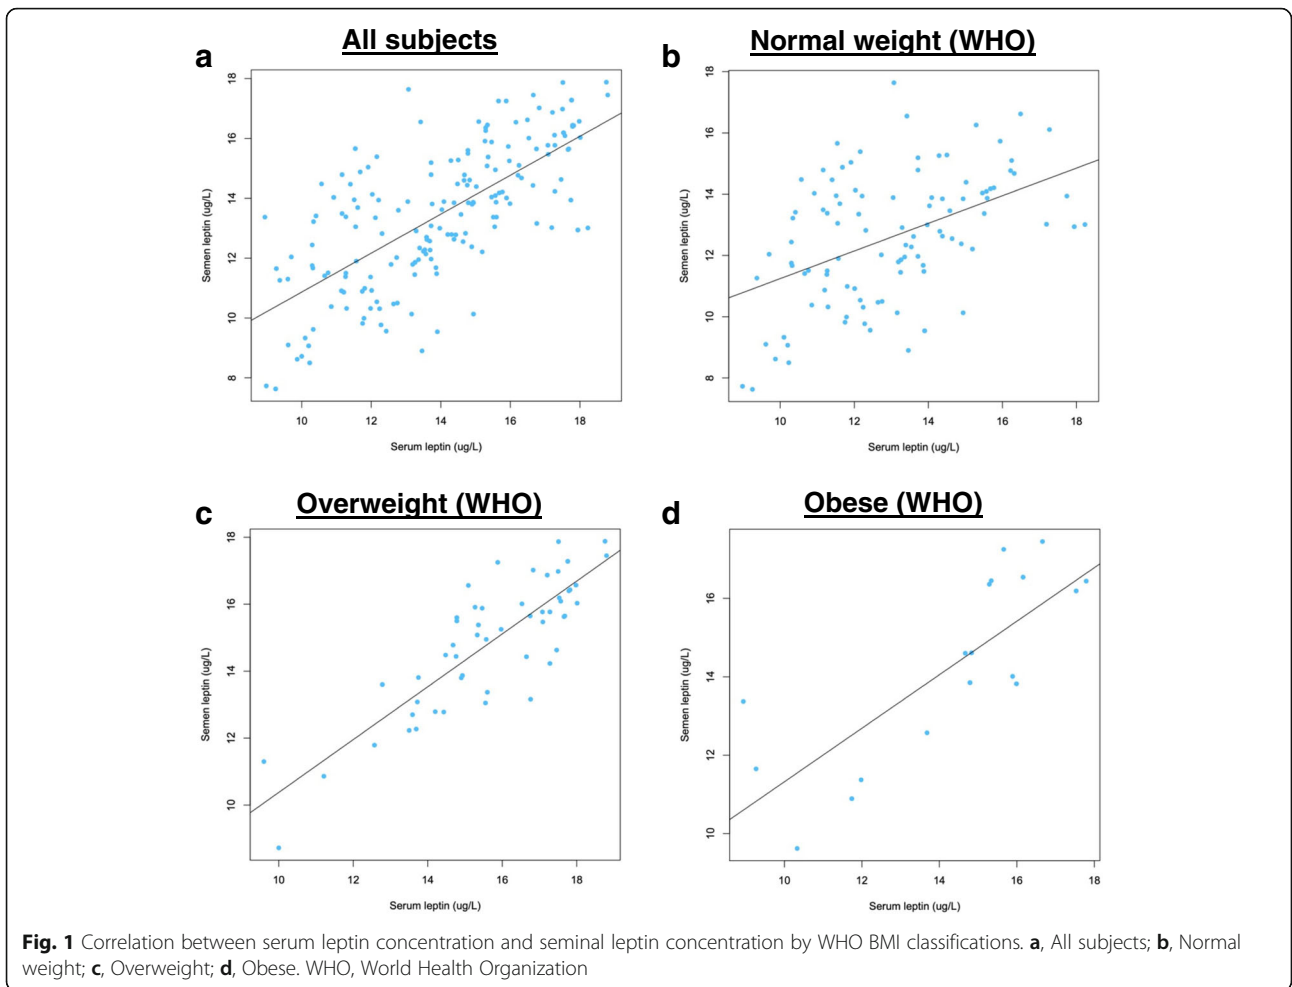 a
All subjects
18
16
14
12
10
8
Semen leptin (ug/L)
10 12 14 16 18
Serum leptin (ug/L)
b
Normal weight (WHO)
18
16
14
12
10
8
Semen leptin (ug/L)
10 12 14 16 18
Serum leptin (ug/L)
c
Overweight (WHO)
18
16
14
12
10
Semen leptin (ug/L)
10 12 14 16 18
Serum leptin (ug/L)
d
Obese (WHO)
16
14
12
10
Semen leptin (ug/L)
10 12 14 16 18
Serum leptin (ug/L)
Fig. 1 Correlation between serum leptin concentration and seminal leptin concentration by WHO BMI classifications. a, All subjects; b, Normal
weight; c, Overweight; d, Obese. WHO, World Health Organization